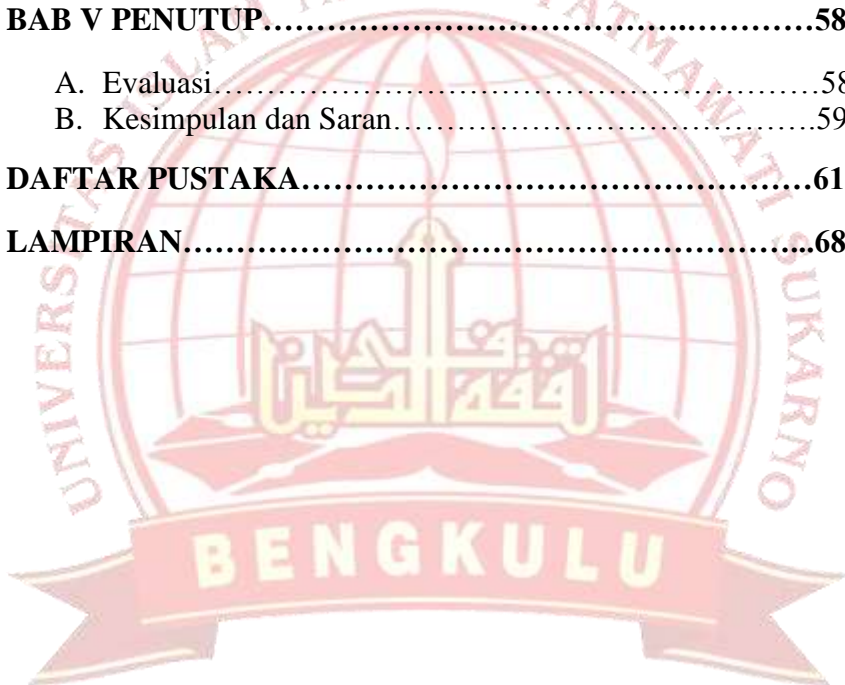 BAB V PENUTUP…………………………………….…………58
A. Evaluasi………………………………………………….58
B. Kesimpulan dan Saran………………………………….59
DAFTAR PUSTAKA…………………………………………61
LAMPIRAN…………………………………………………..68
BENGKULU